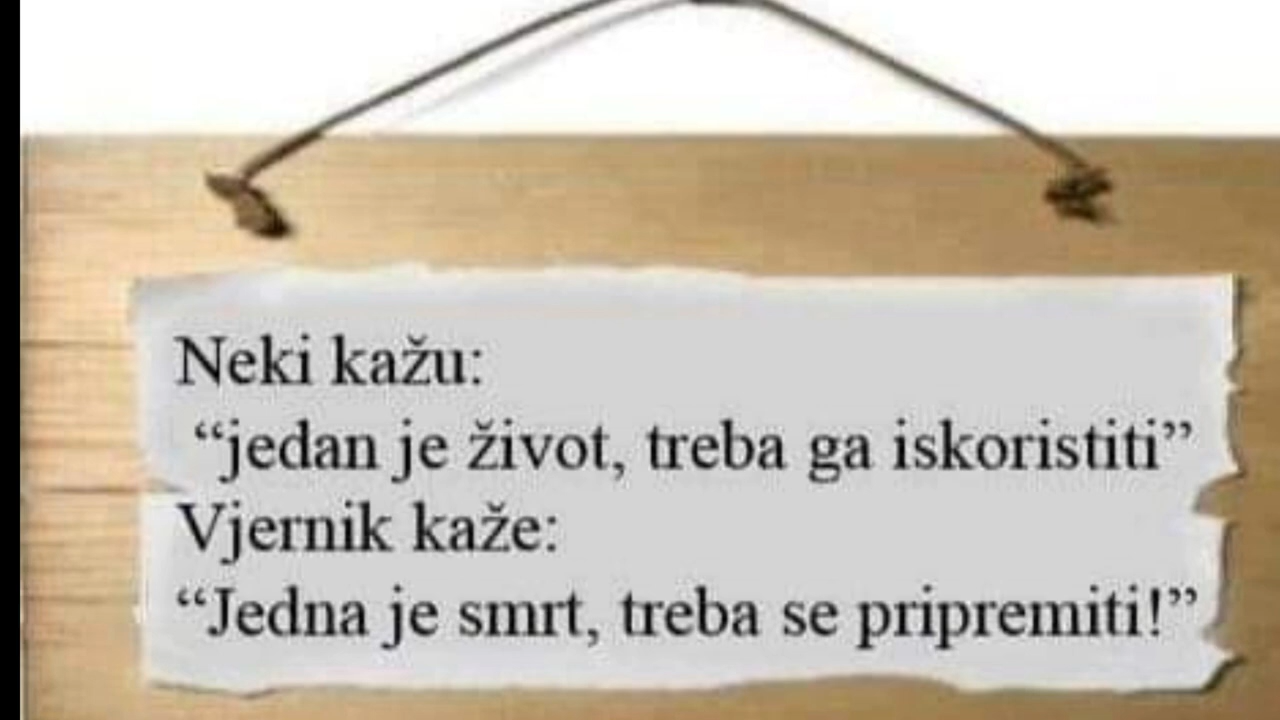 Neki kažu:
“jedan je život, treba ga iskoristiti”
Vjernik kaže:
“Jedna je smrt, treba se pripremiti!”